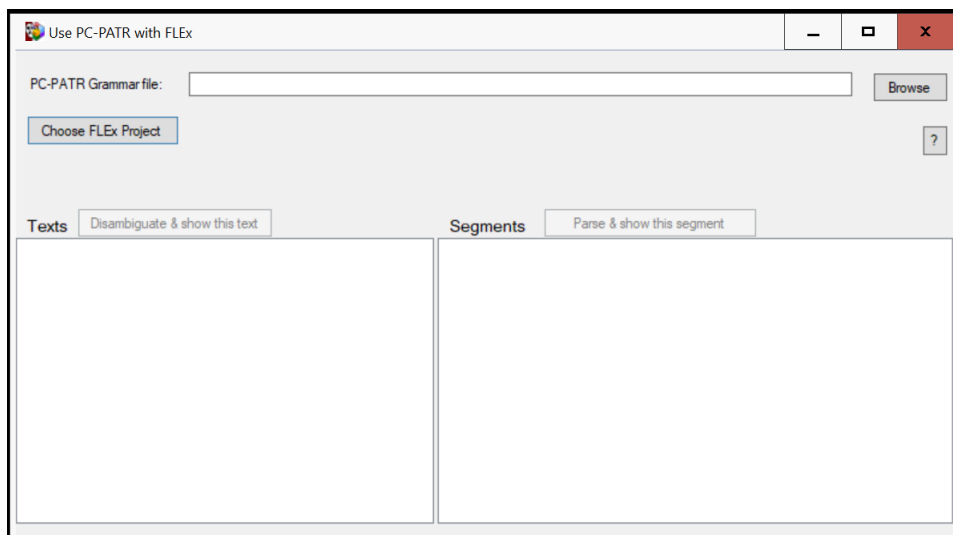 Use PC-PATR with FLEx
PC-PATR Grammar file:
Browse
Choose FLEx Project
?
Texts
Disambiguate & show this text
Segments
Parse & show this segment